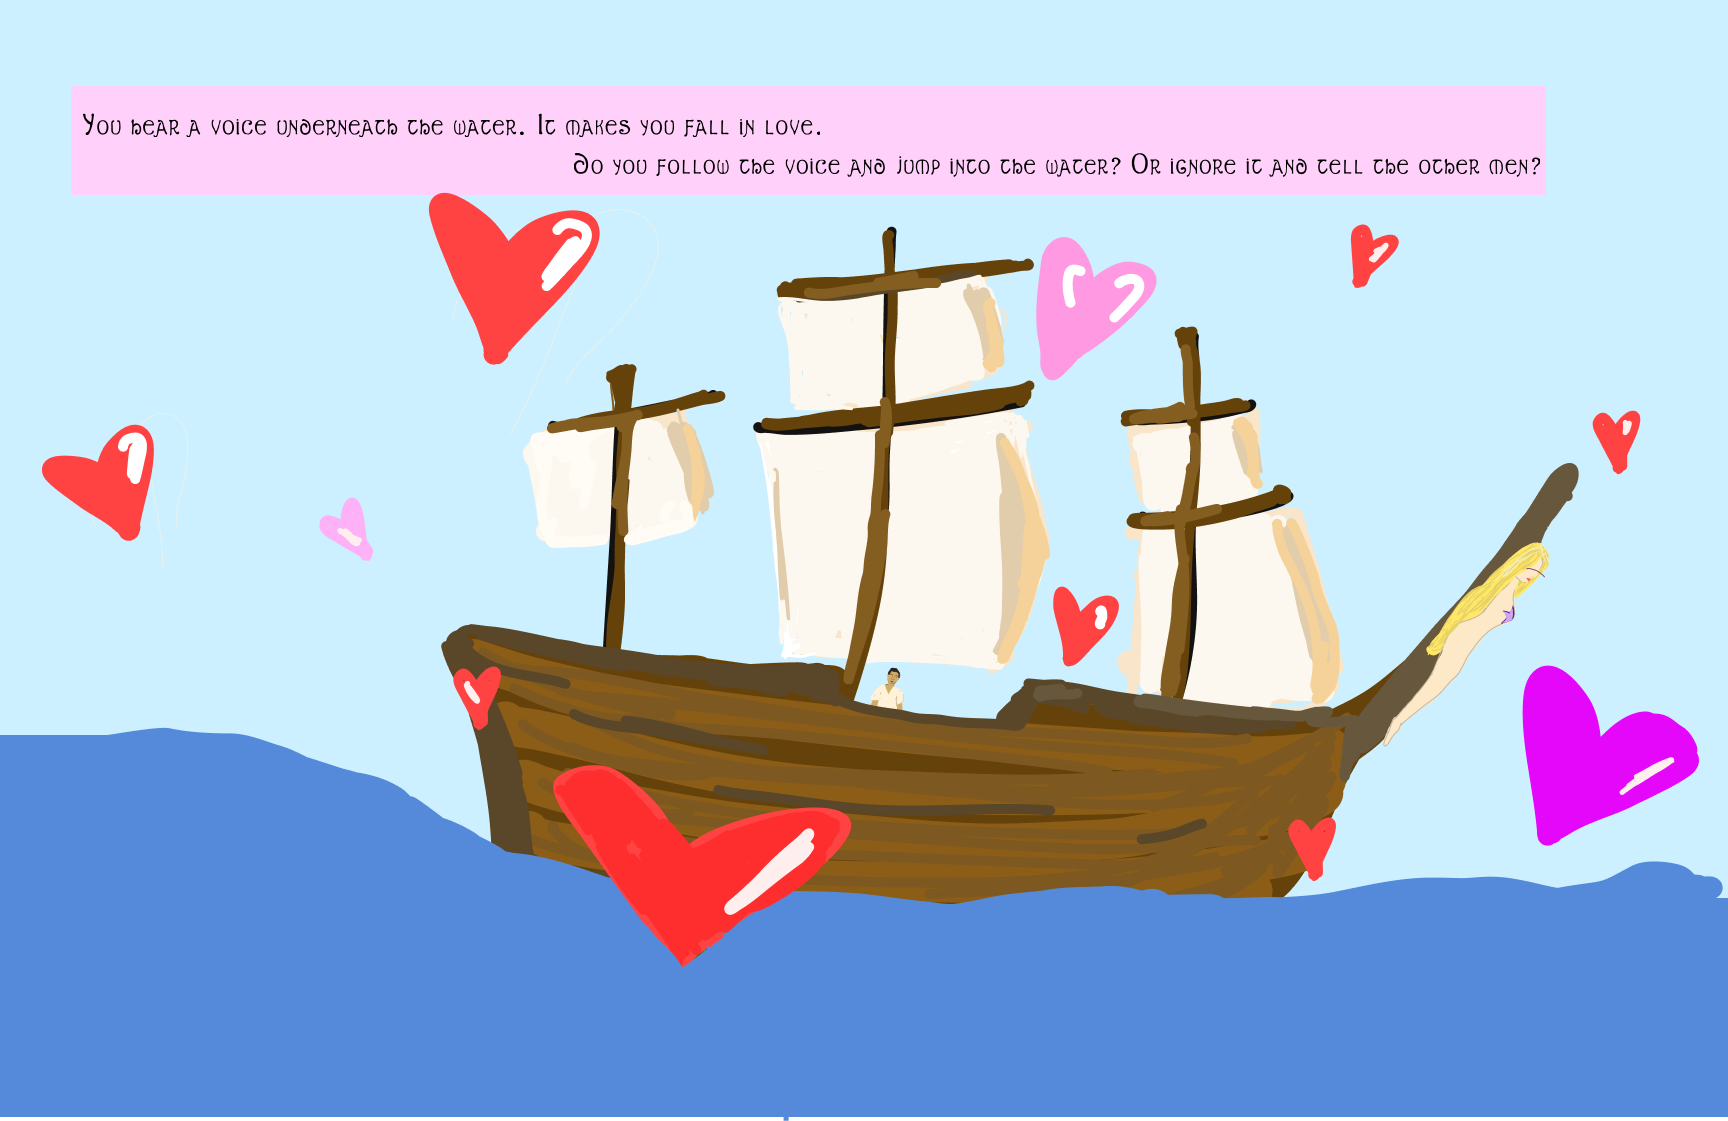 You hear a voice underneath the water. It makes you fall in love.
Do you follow the voice and jump into the water? Or ignore it and tell the other men?